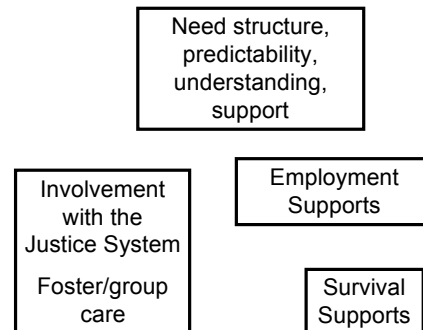 Need structure,
predictability,
understanding,
support
Involvement
with the
Justice System
Foster/group
care
Employment
Supports
Survival
Supports